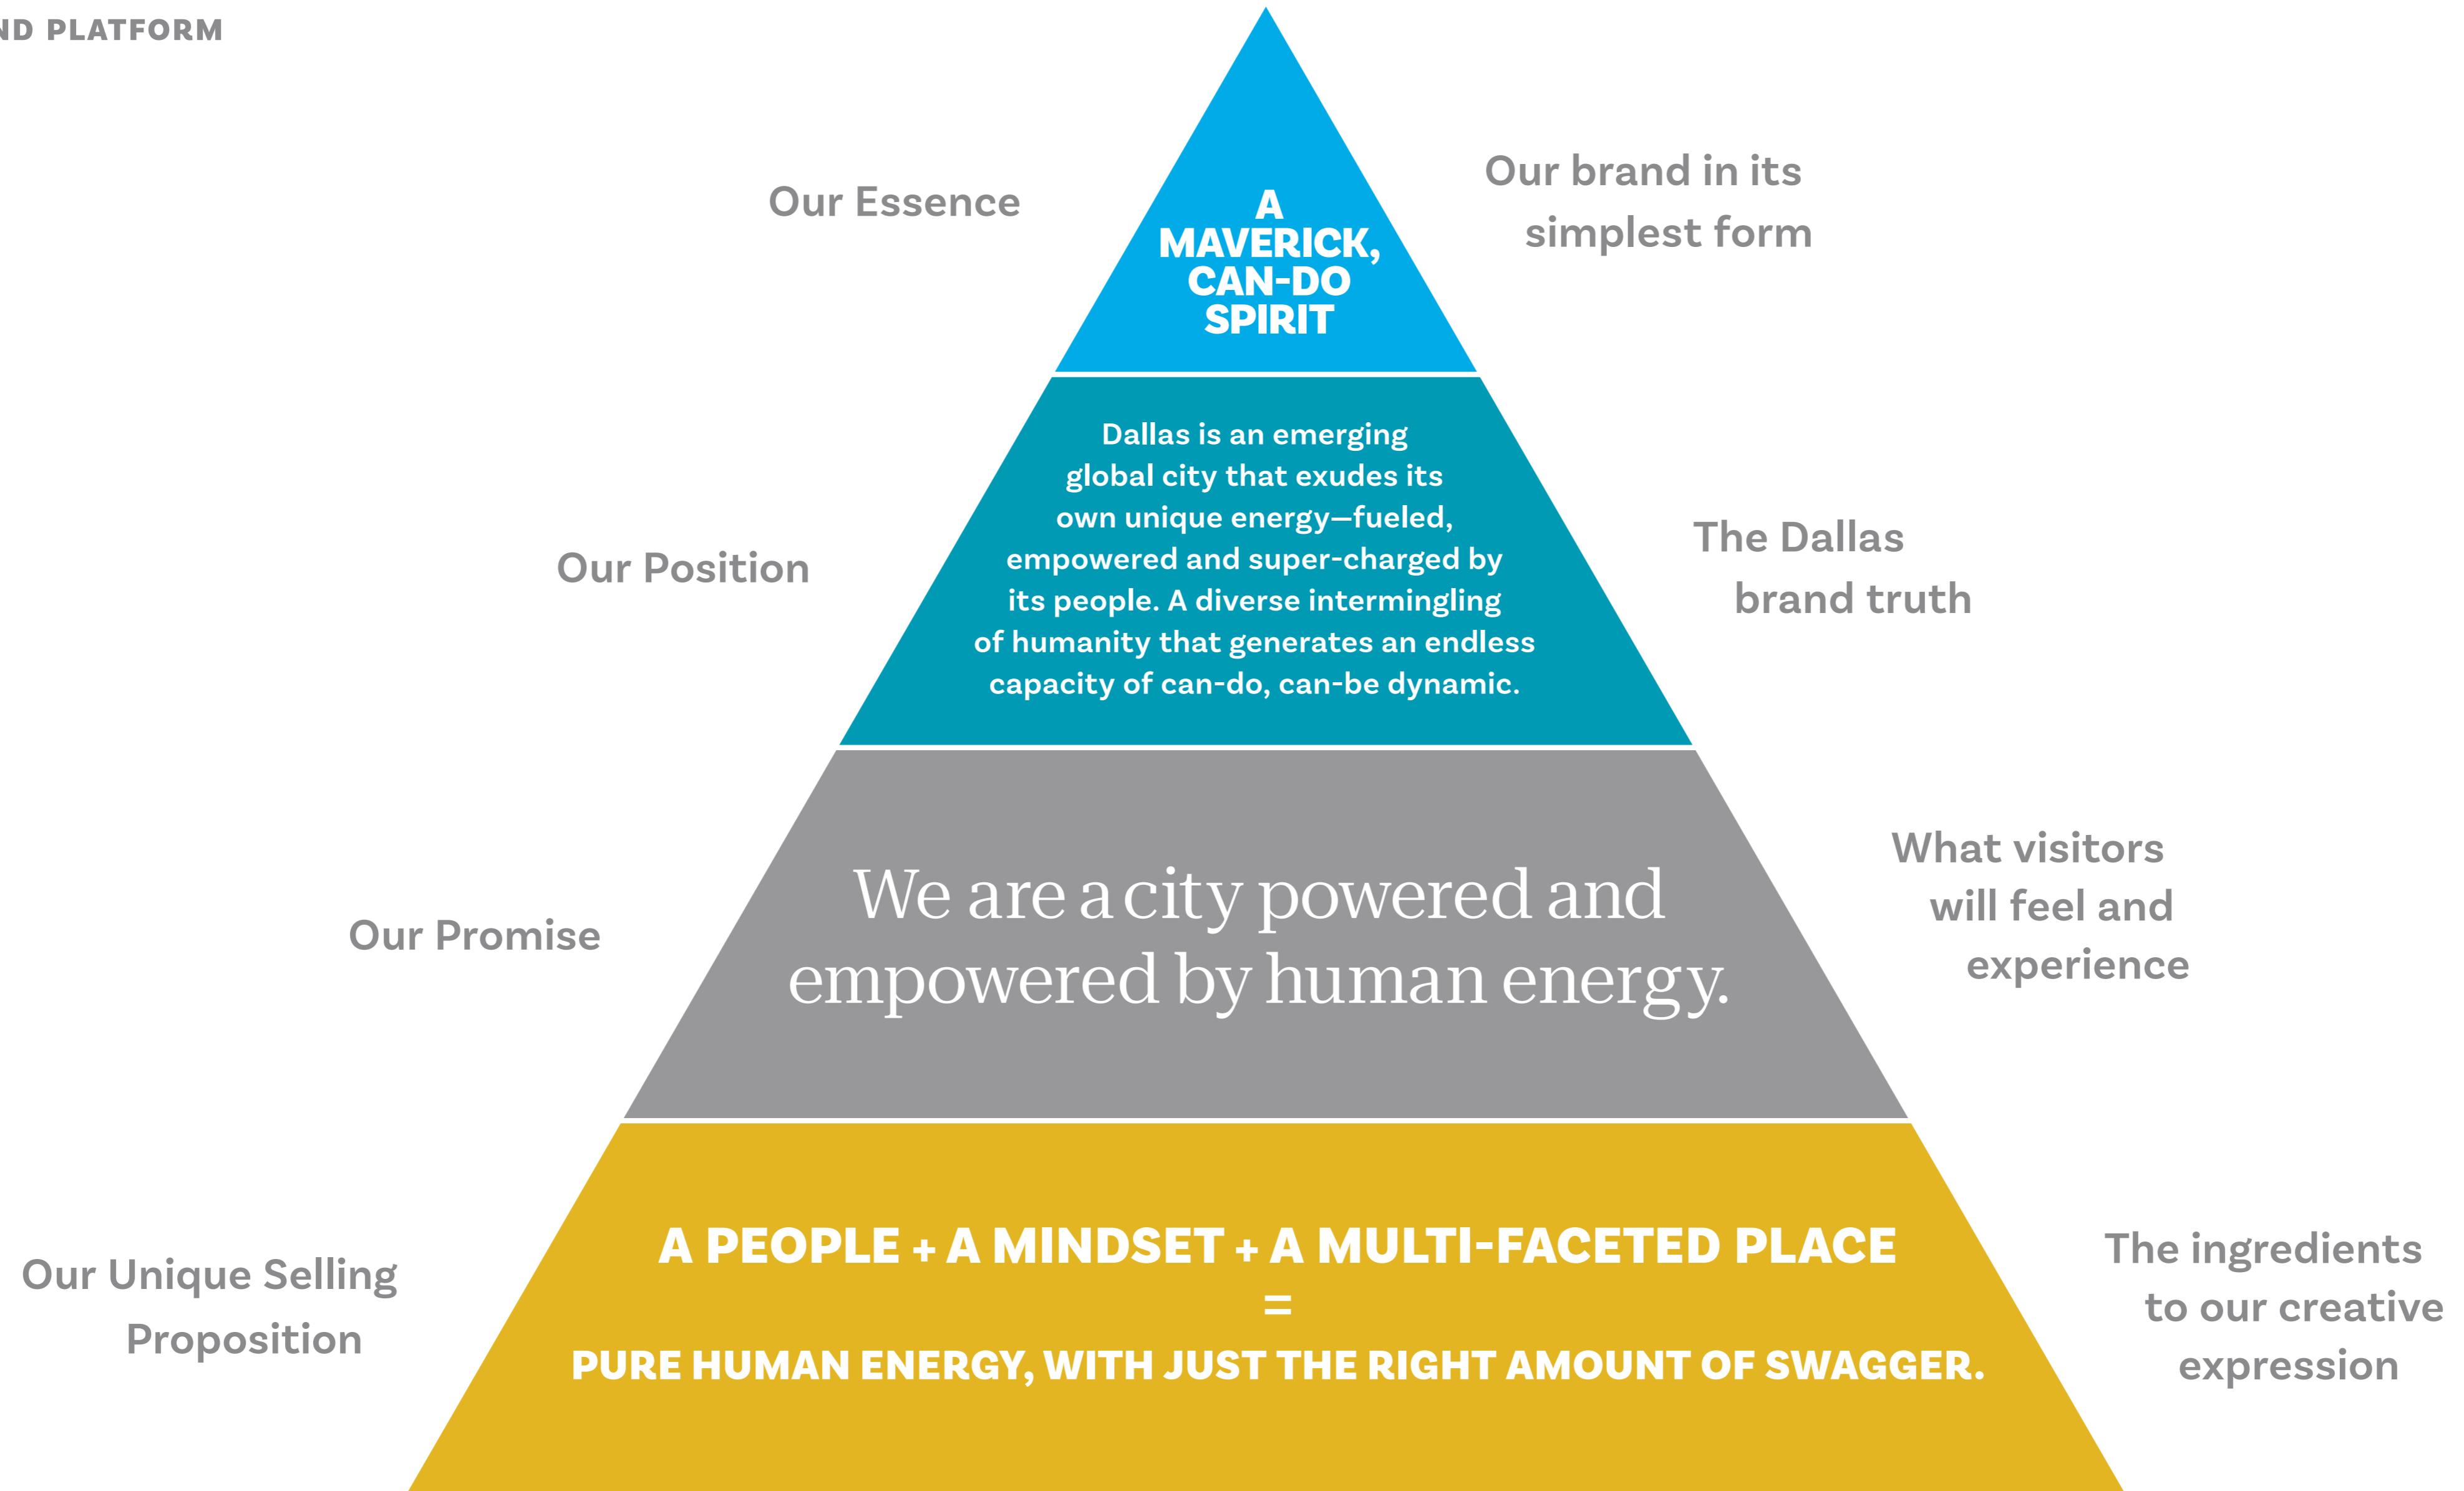 ND PLATFORM
Our Essence
A
MAVERICK,
CAN-DO
SPIRIT
Our brand in its
simplest form
Our Position
Dallas is an emerging
global city that exudes its
own unique energy—fueled,
empowered and super-charged by
its people. A diverse intermingling
of humanity that generates an endless
capacity of can-do, can-be dynamic.
The Dallas
brand truth
Our Promise
We are a city powered and
empowered by human energy.
What visitors
will feel and
experience
Our Unique Selling
Proposition
A PEOPLE + A MINDSET + A MULTI-FACETED PLACE
=
PURE HUMAN ENERGY, WITH JUST THE RIGHT AMOUNT OF SWAGGER.
The ingredients
to our creative
expression